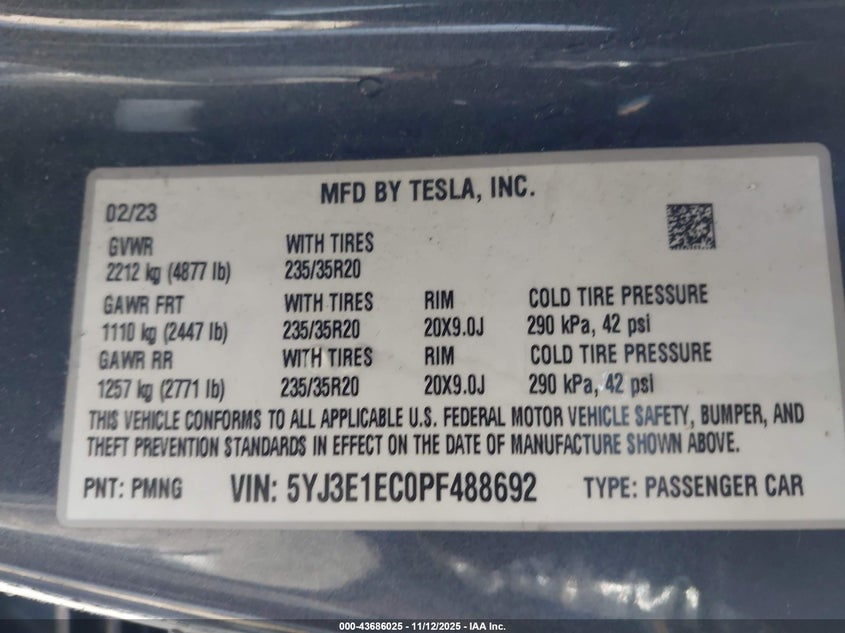 MFD BY TESLA, INC.
02/23
GVWR WITH TIRES
2212 kg (4877 lb) 235/35R20
GAWR FRT WITH TIRES RIM COLD TIRE PRESSURE
1110 kg (2447 lb) 235/35R20 20X9.0J 290 kPa, 42 psi
GAWR RR WITH TIRES RIM COLD TIRE PRESSURE
1257 kg (2771 lb) 235/35R20 20X9.0J 290 kPa, 42 psi
THIS VEHICLE CONFORMS TO ALL APPLICABLE U.S. FEDERAL MOTOR VEHICLE SAFETY, BUMPER, AND
THEFT PREVENTION STANDARDS IN EFFECT ON THE DATE OF MANUFACTURE SHOWN ABOVE.
PNT: PMNG VIN: 5YJ3E1EC0PF488692 TYPE: PASSENGER CAR
000-43686025 - 11/12/2025 - IAA Inc.